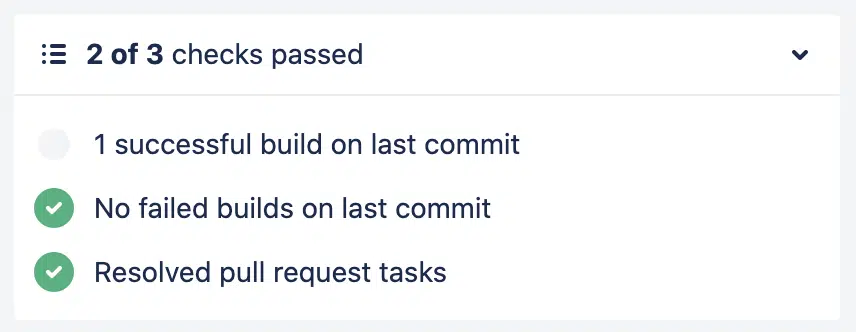 2 of 3 checks passed
1 successful build on last commit
No failed builds on last commit
Resolved pull request tasks